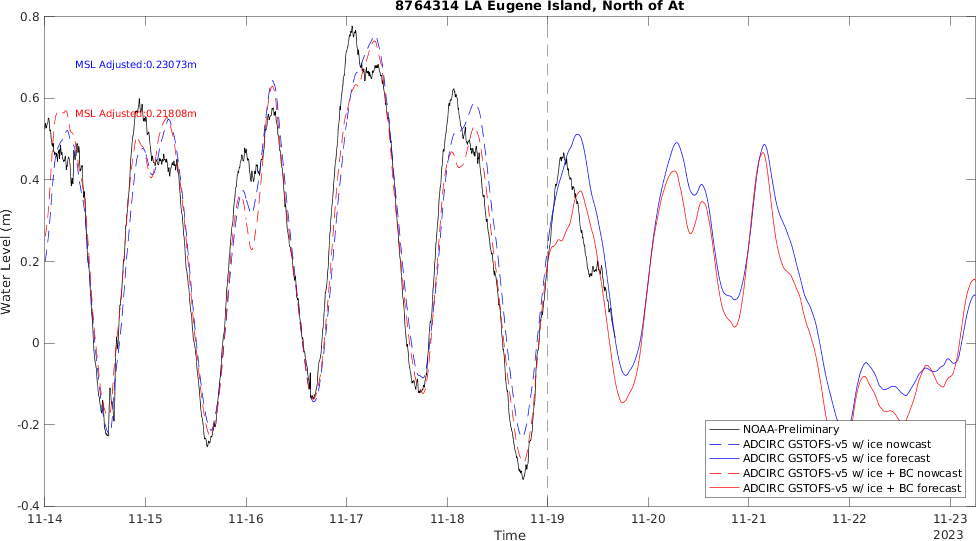 8764314 LA Eugene Island, North of At
0.8
MSL Adjusted:0.23073m
0.6
MSL Adjusted:0.21808m
0.4
Water Level (m)
0.2
0
-0.2
NOAA-Preliminary
ADCIRC GSTOFS-v5 w/ ice nowcast
ADCIRC GSTOFS-v5 w/ ice forecast
ADCIRC GSTOFS-v5 w/ice + BC nowcast
ADCIRC GSTOFS-v5 w/ice + BC forecast
-0.4
11-14 11-15 11-16 11-17 11-18 11-19 11-20 11-21 11-22 11-23
Time
2023